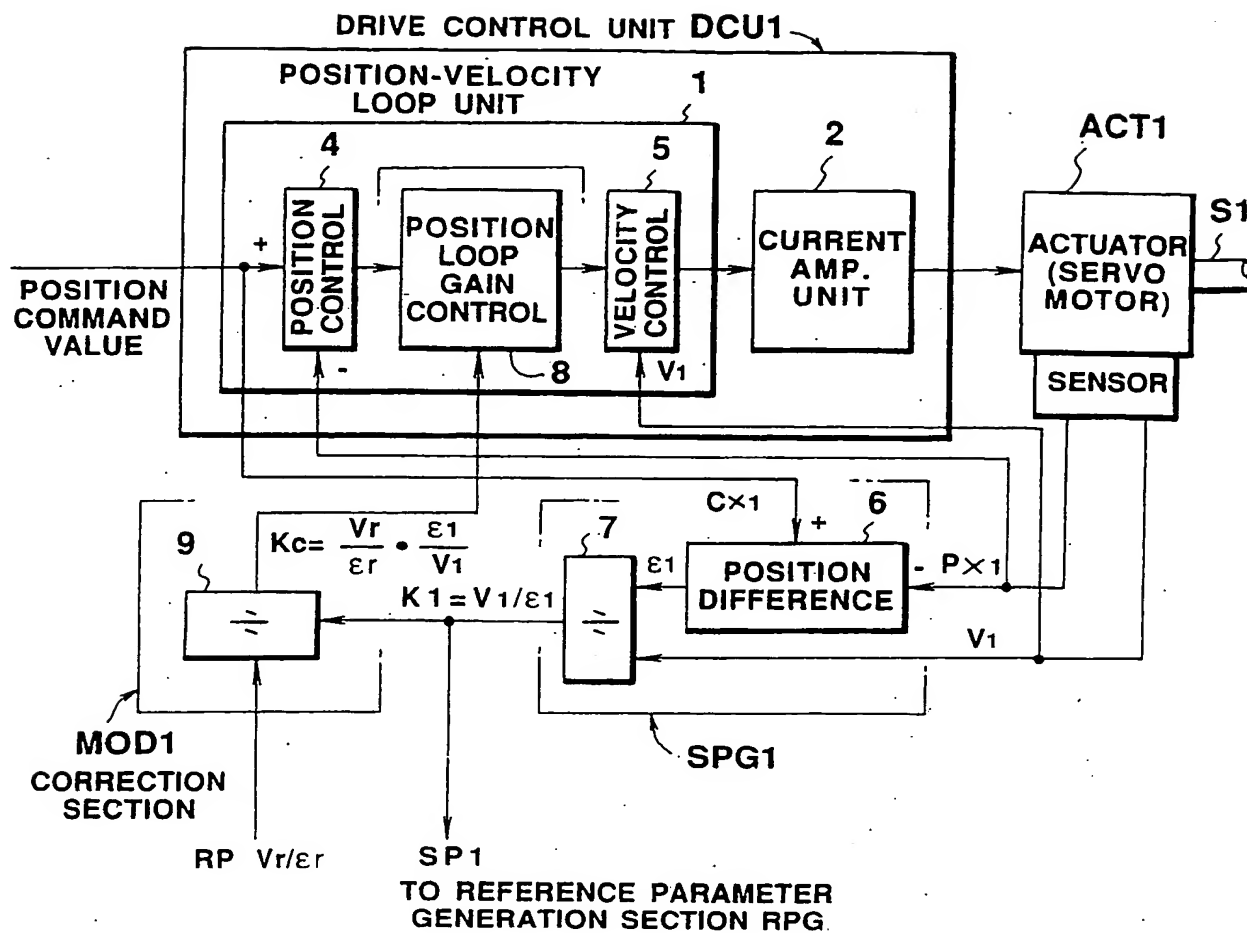 DRIVE CONTROL UNIT DCU1
POSITION-VELOCITY
LOOP UNIT
1
4
5
2
ACT1
S1
POSITION
CONTROL
POSITION
LOOP
GAIN
CONTROL
VELOCITY
CONTROL
CURRENT
AMP.
UNIT
ACTUATOR
(SERVO
MOTOR)
+
-
8
V1
POSITION
COMMAND
VALUE
SENSOR
9
Kc= Vr/εr • ε1/V1
7
C×1
+
6
ε1
POSITION
DIFFERENCE
-
P×1
÷
K1=V1/ε1
÷
V1
MOD1
CORRECTION
SECTION
SPG1
RP Vr/εr
SP1
TO REFERENCE PARAMETER
GENERATION SECTION RPG